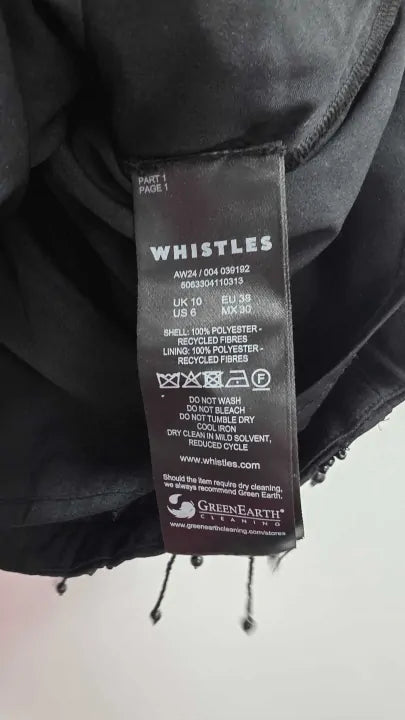 PART 1
PAGE 1
WHISTLES
AW24 / 004 039192
5063304110313
UK 10 EU 38
US 6 MX 30
SHELL: 100% POLYESTER -
RECYCLED FIBRES
LINING: 100% POLYESTER -
RECYCLED FIBRES
F
DO NOT WASH
DO NOT BLEACH
DO NOT TUMBLE DRY
COOL IRON
DRY CLEAN IN MILD SOLVENT,
REDUCED CYCLE
www.whistles.com
Should the item require dry cleaning,
we always recommend Green Earth.
GREENEARTH®
CLEANING
www.greenearthcleaning.com/stores